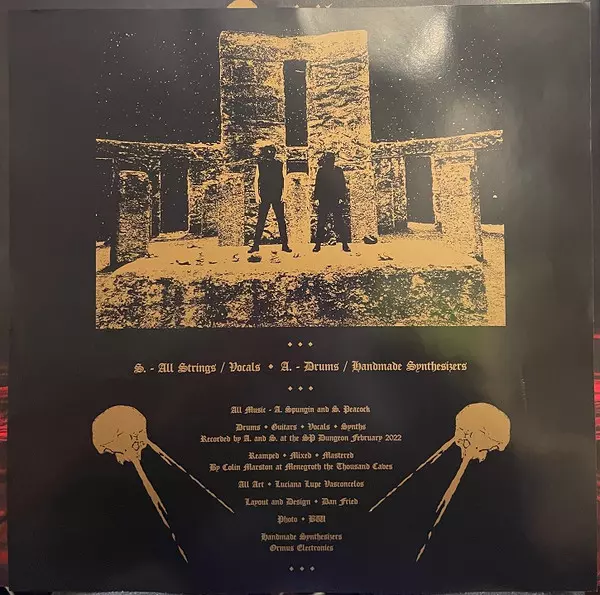 S. - All Strings / Vocals • A. - Drums / Handmade Synthesizers
All Music - A. Spungin and S. Peacock
Drums • Guitars • Vocals • Synths
Recorded by A. and S. at the SP Dungeon February 2022
Reamped • Mixed • Mastered
By Colin Marston at Menegroth the Thousand Caves
All Art • Luciana Lupe Vasconcelos
Layout and Design • Dan Fried
Photo •
Handmade Synthesizers
Ormus Electronics